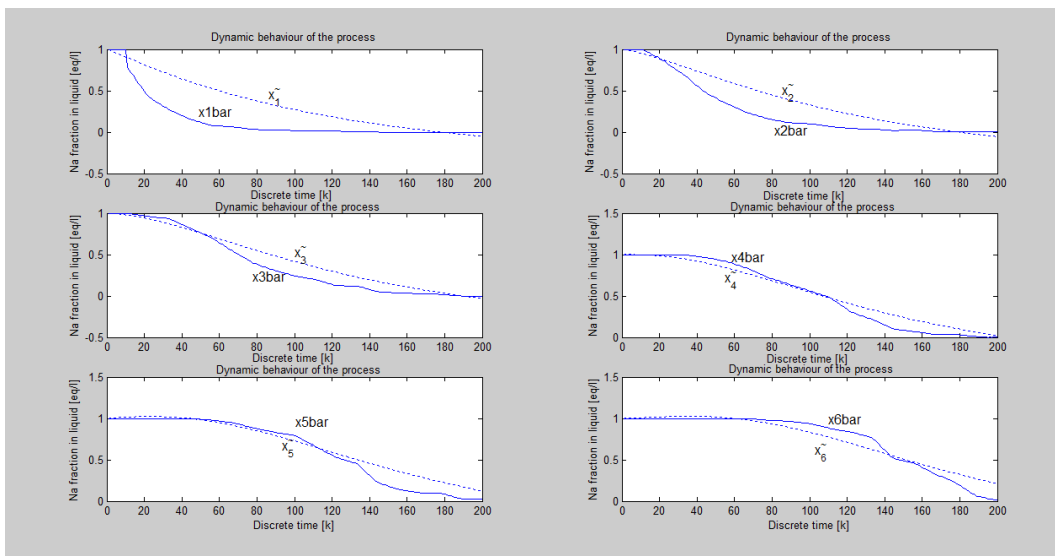 Dynamic behaviour of the process
Na fraction in liquid [eq/l]
1
0.5
0
-0.5
x1bar
x̃1
0 20 40 60 80 100 120 140 160 180 200
Discrete time [k]
Dynamic behaviour of the process
Na fraction in liquid [eq/l]
1
0.5
0
-0.5
x̃2
x2bar
0 20 40 60 80 100 120 140 160 180 200
Discrete time [k]
Dynamic behaviour of the process
Na fraction in liquid [eq/l]
1
0.5
0
-0.5
x̃3
x3bar
0 20 40 60 80 100 120 140 160 180 200
Discrete time [k]
Dynamic behaviour of the process
Na fraction in liquid [eq/l]
1.5
1
0.5
0
x4bar
x̃4
0 20 40 60 80 100 120 140 160 180 200
Discrete time [k]
Dynamic behaviour of the process
Na fraction in liquid [eq/l]
1.5
1
0.5
0
x5bar
x̃5
0 20 40 60 80 100 120 140 160 180 200
Discrete time [k]
Dynamic behaviour of the process
Na fraction in liquid [eq/l]
1.5
1
0.5
0
x6bar
x̃6
0 20 40 60 80 100 120 140 160 180 200
Discrete time [k]